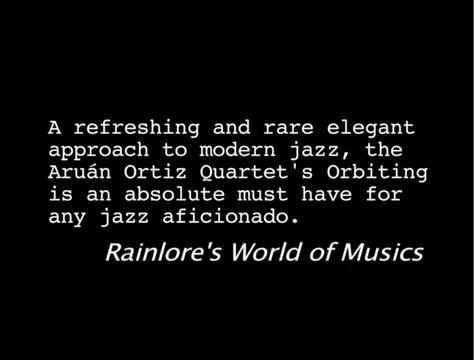 A refreshing and rare elegant
approach to modern jazz, the
Aruán Ortiz Quartet's Orbiting
is an absolute must have for
any jazz aficionado.
Rainlore's World of Musics